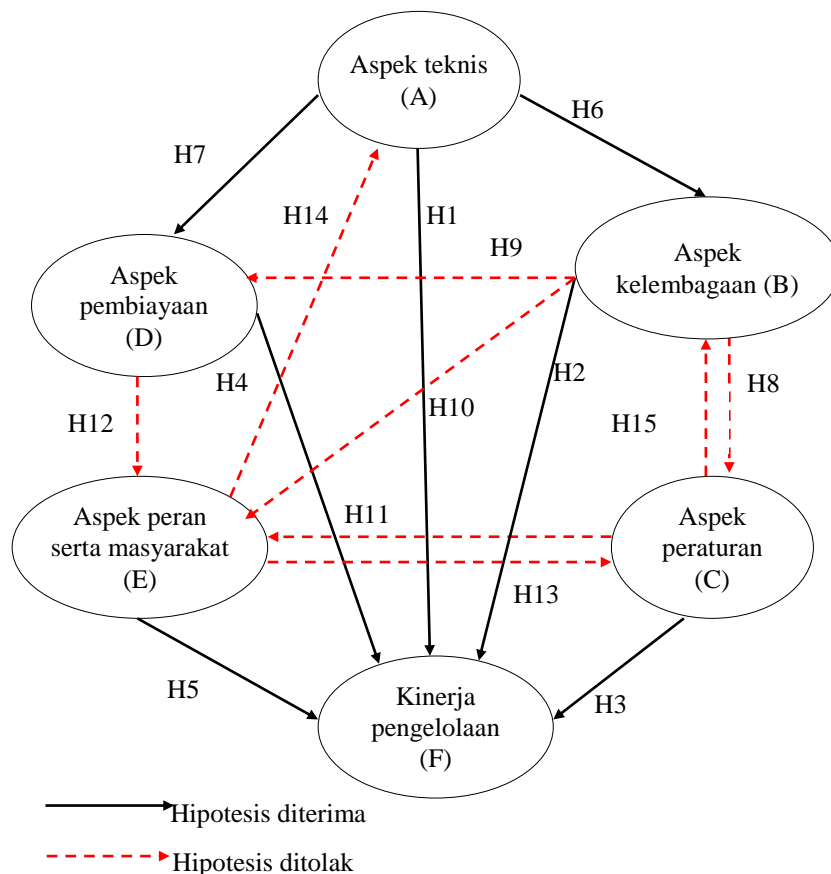 Aspek teknis
(A)
H6
H7
H14
H1
H9
Aspek
kelembagaan (B)
Aspek
pembiayaan
(D)
H4
H2
H8
H10
H12
H15
Aspek peran
serta masyarakat
(E)
H11
Aspek
peraturan
(C)
H13
H5
Kinerja
pengelolaan
(F)
H3
Hipotesis diterima
Hipotesis ditolak